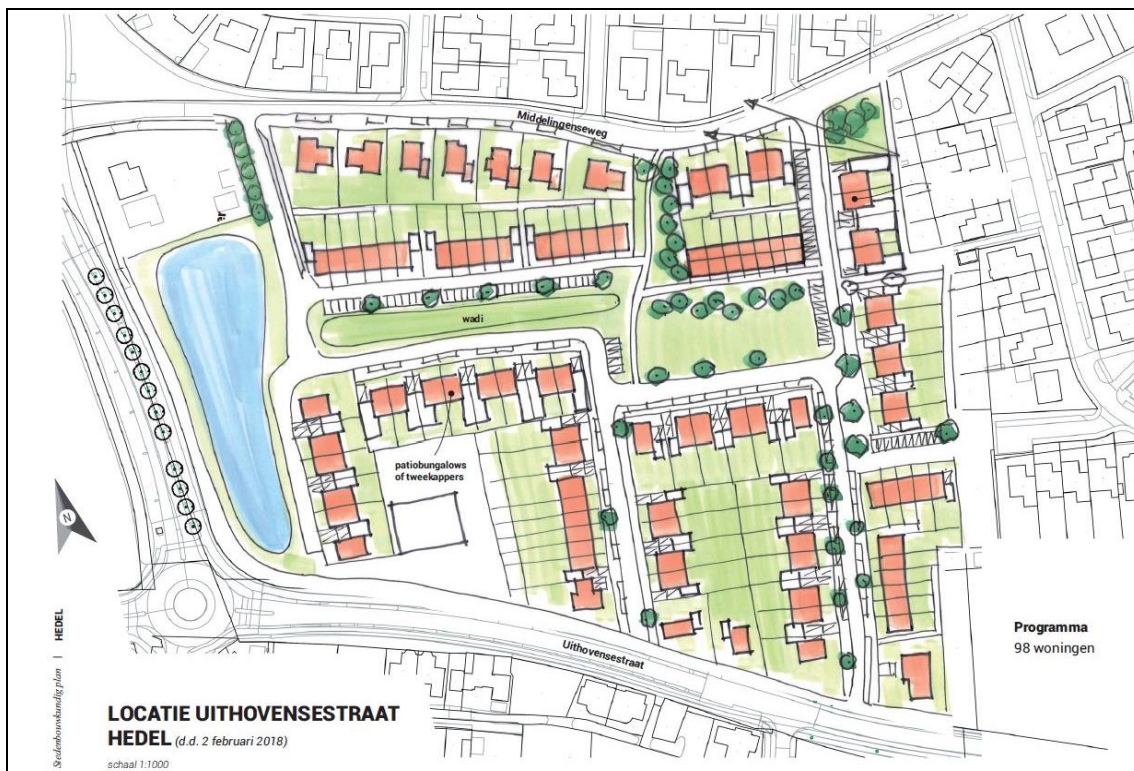 Middelingenseweg
er
wadi
patiobungalows
of tweekappers
N
Uithovensestraat
Programma
98 woningen
Stedenbouwkundig plan | HEDEL
LOCATIE UITHOVENSESTRAAT
HEDEL (d.d. 2 februari 2018)
schaal 1:1000